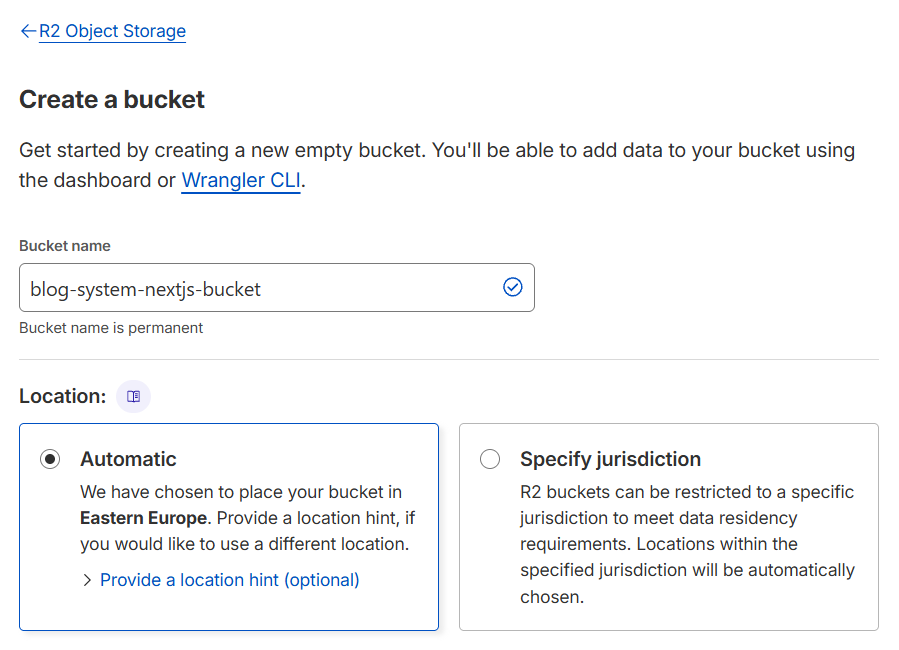 ←R2 Object Storage
Create a bucket
Get started by creating a new empty bucket. You'll be able to add data to your bucket using
the dashboard or Wrangler CLI.
Bucket name
blog-system-nextjs-bucket
Bucket name is permanent
Location:
Automatic
We have chosen to place your bucket in
Eastern Europe. Provide a location hint, if
you would like to use a different location.
Provide a location hint (optional)
Specify jurisdiction
R2 buckets can be restricted to a specific
jurisdiction to meet data residency
requirements. Locations within the
specified jurisdiction will be automatically
chosen.